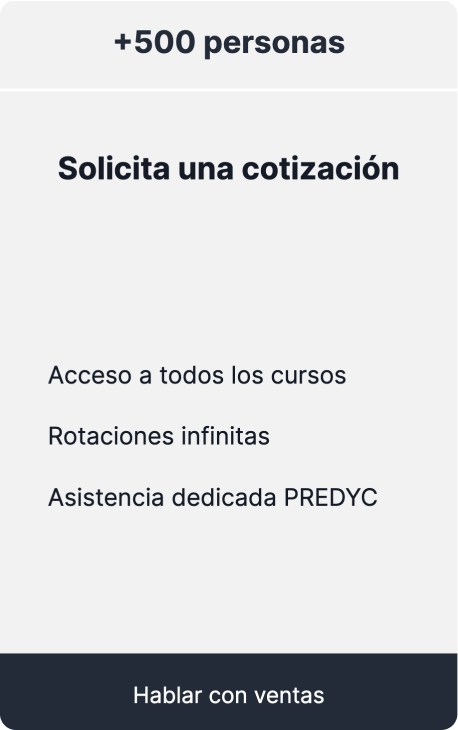 +500 personas
Solicita una cotización
Acceso a todos los cursos
Rotaciones infinitas
Asistencia dedicada PREDYC
Hablar con ventas